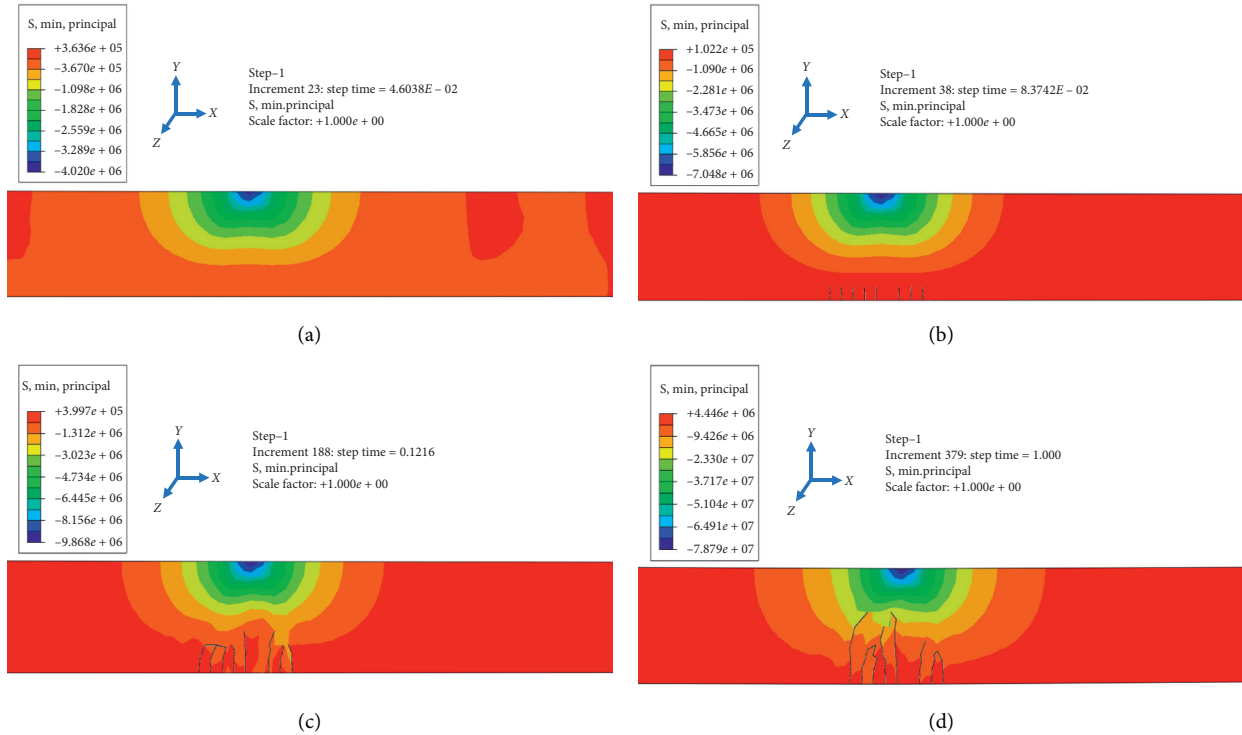 S, min, principal
+3.636e + 05
–3.670e + 05
–1.098e + 06
–1.828e + 06
–2.559e + 06
–3.289e + 06
–4.020e + 06
Y
X
Z
Step–1
Increment 23: step time = 4.6038E – 02
S, min.principal
Scale factor: +1.000e + 00
(a)
S, min, principal
+1.022e + 05
–1.090e + 06
–2.281e + 06
–3.473e + 06
–4.665e + 06
–5.856e + 06
–7.048e + 06
Y
X
Z
Step–1
Increment 38: step time = 8.3742E – 02
S, min.principal
Scale factor: +1.000e + 00
(b)
S, min, principal
+3.997e + 05
–1.312e + 06
–3.023e + 06
–4.734e + 06
–6.445e + 06
–8.156e + 06
–9.868e + 06
Y
X
Z
Step–1
Increment 188: step time = 0.1216
S, min.principal
Scale factor: +1.000e + 00
(c)
S, min, principal
+4.446e + 06
–9.426e + 06
–2.330e + 07
–3.717e + 07
–5.104e + 07
–6.491e + 07
–7.879e + 07
Y
X
Z
Step–1
Increment 379: step time = 1.000
S, min.principal
Scale factor: +1.000e + 00
(d)